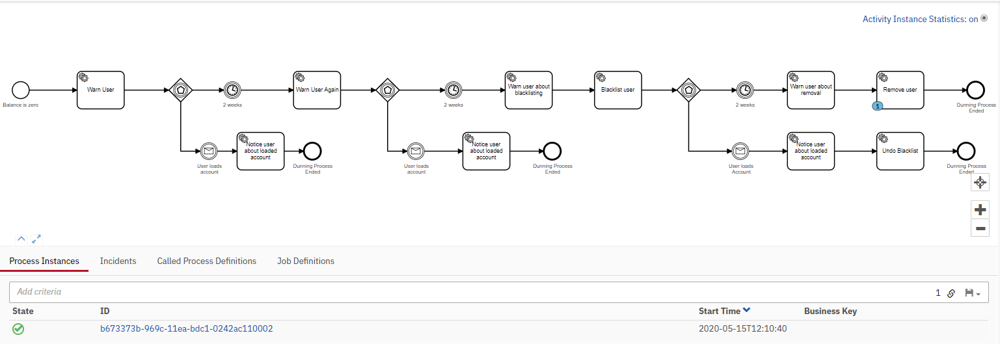 Activity Instance Statistics: on
Balance is zero
Warn User
2 weeks
Warn User Again
2 weeks
Warn user about
blacklisting
Blacklist user
2 weeks
Warn user about
removal
Remove user
1
Dunning Process
Ended
User loads
account
Notice user
about loaded
account
Dunning Process
Ended
User loads
account
Notice user
about loaded
account
Dunning Process
Ended
User loads
Account
Notice user
about loaded
account
Undo Blacklist
Dunning Process
Ended
Process Instances
Incidents
Called Process Definitions
Job Definitions
Add criteria
1
State
ID
Start Time
Business Key
b673373b-969c-11ea-bdc1-0242ac110002
2020-05-15T12:10:40